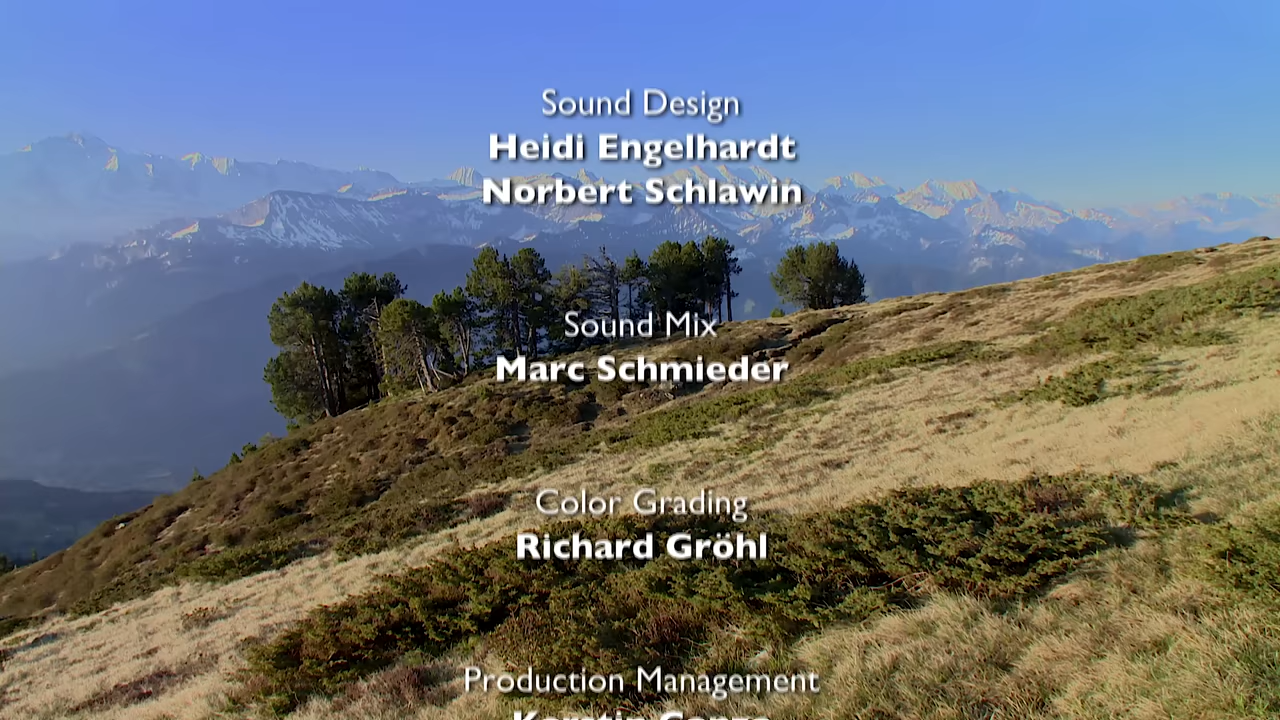 Sound Design
Heidi Engelhardt
Norbert Schlawin
Sound Mix
Marc Schmieder
Color Grading
Richard Gröhl
Production Management